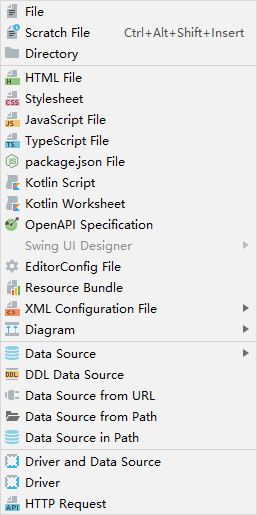 File
Scratch File Ctrl+Alt+Shift+Insert
Directory
HTML File
Stylesheet
JavaScript File
TypeScript File
package.json File
Kotlin Script
Kotlin Worksheet
OpenAPI Specification
Swing UI Designer
EditorConfig File
Resource Bundle
XML Configuration File
Diagram
Data Source
DDL Data Source
Data Source from URL
Data Source from Path
Data Source in Path
Driver and Data Source
Driver
HTTP Request